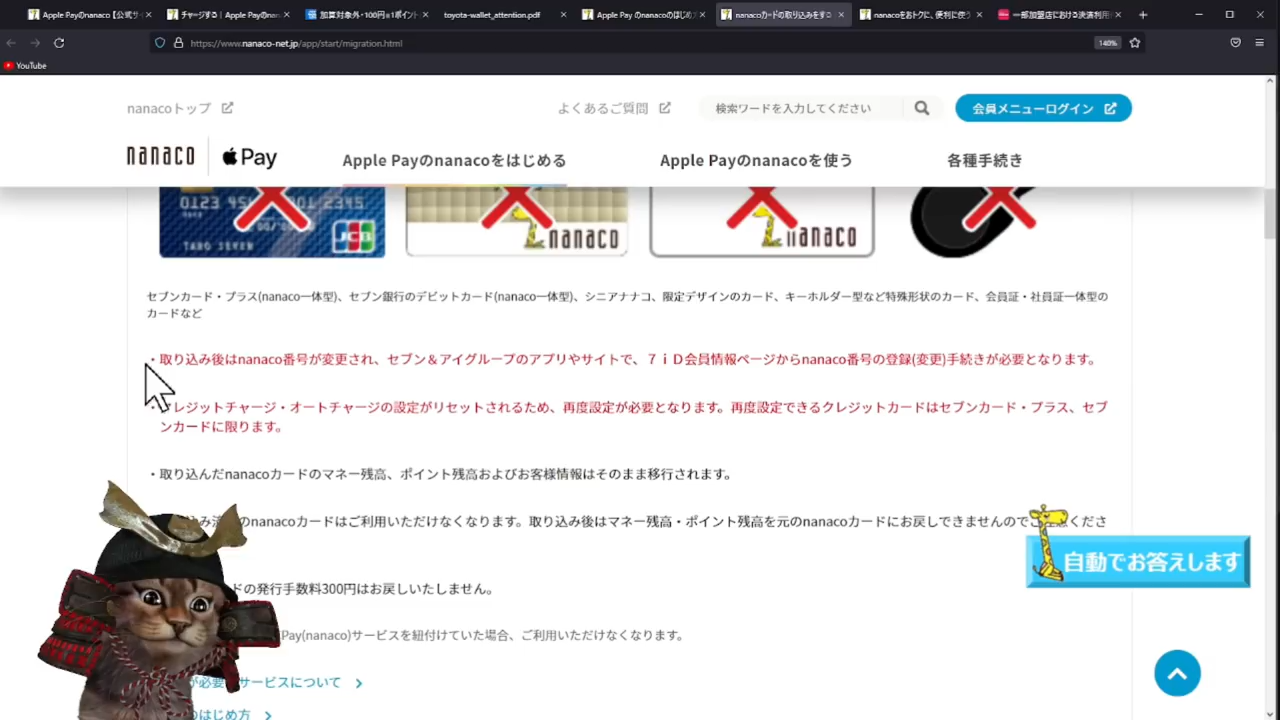 Apple Payのnanaco【公式サイ
チャージする｜Apple Payのnan
加算対象外・100円=1ポイント
toyota-wallet_attention.pdf
Apple Pay のnanacoのはじめ方
nanacoカードの取り込みをする
nanacoをおトクに、便利に使う
一部加盟店における決済利用
https://www.nanaco-net.jp/app/start/migration.html
140%
YouTube
nanacoトップ
よくあるご質問
検索ワードを入力してください
会員メニューログイン
nanaco
Pay
Apple Payのnanacoをはじめる
Apple Payのnanacoを使う
各種手続き
0123 2345
TARO SEVEN
JCB
nanaco
nanaco
セブンカード・プラス(nanaco一体型)、セブン銀行のデビットカード(nanaco一体型)、シニアナナコ、限定デザインのカード、キーホルダー型など特殊形状のカード、会員証・社員証一体型の
カードなど
・取り込み後はnanaco番号が変更され、セブン＆アイグループのアプリやサイトで、７ｉＤ会員情報ページからnanaco番号の登録(変更)手続きが必要となります。
レジットチャージ・オートチャージの設定がリセットされるため、再度設定が必要となります。再度設定できるクレジットカードはセブンカード・プラス、セブ
ンカードに限ります。
・取り込んだnanacoカードのマネー残高、ポイント残高およびお客様情報はそのまま移行されます。
のnanacoカードはご利用いただけなくなります。取り込み後はマネー残高・ポイント残高を元のnanacoカードにお戻しできませんのでご注意くださ
ドの発行手数料300円はお戻しいたしません。
Pay(nanaco)サービスを紐付けていた場合、ご利用いただけなくなります。
が必要 サービスについて
のはじめ方
自動でお答えします